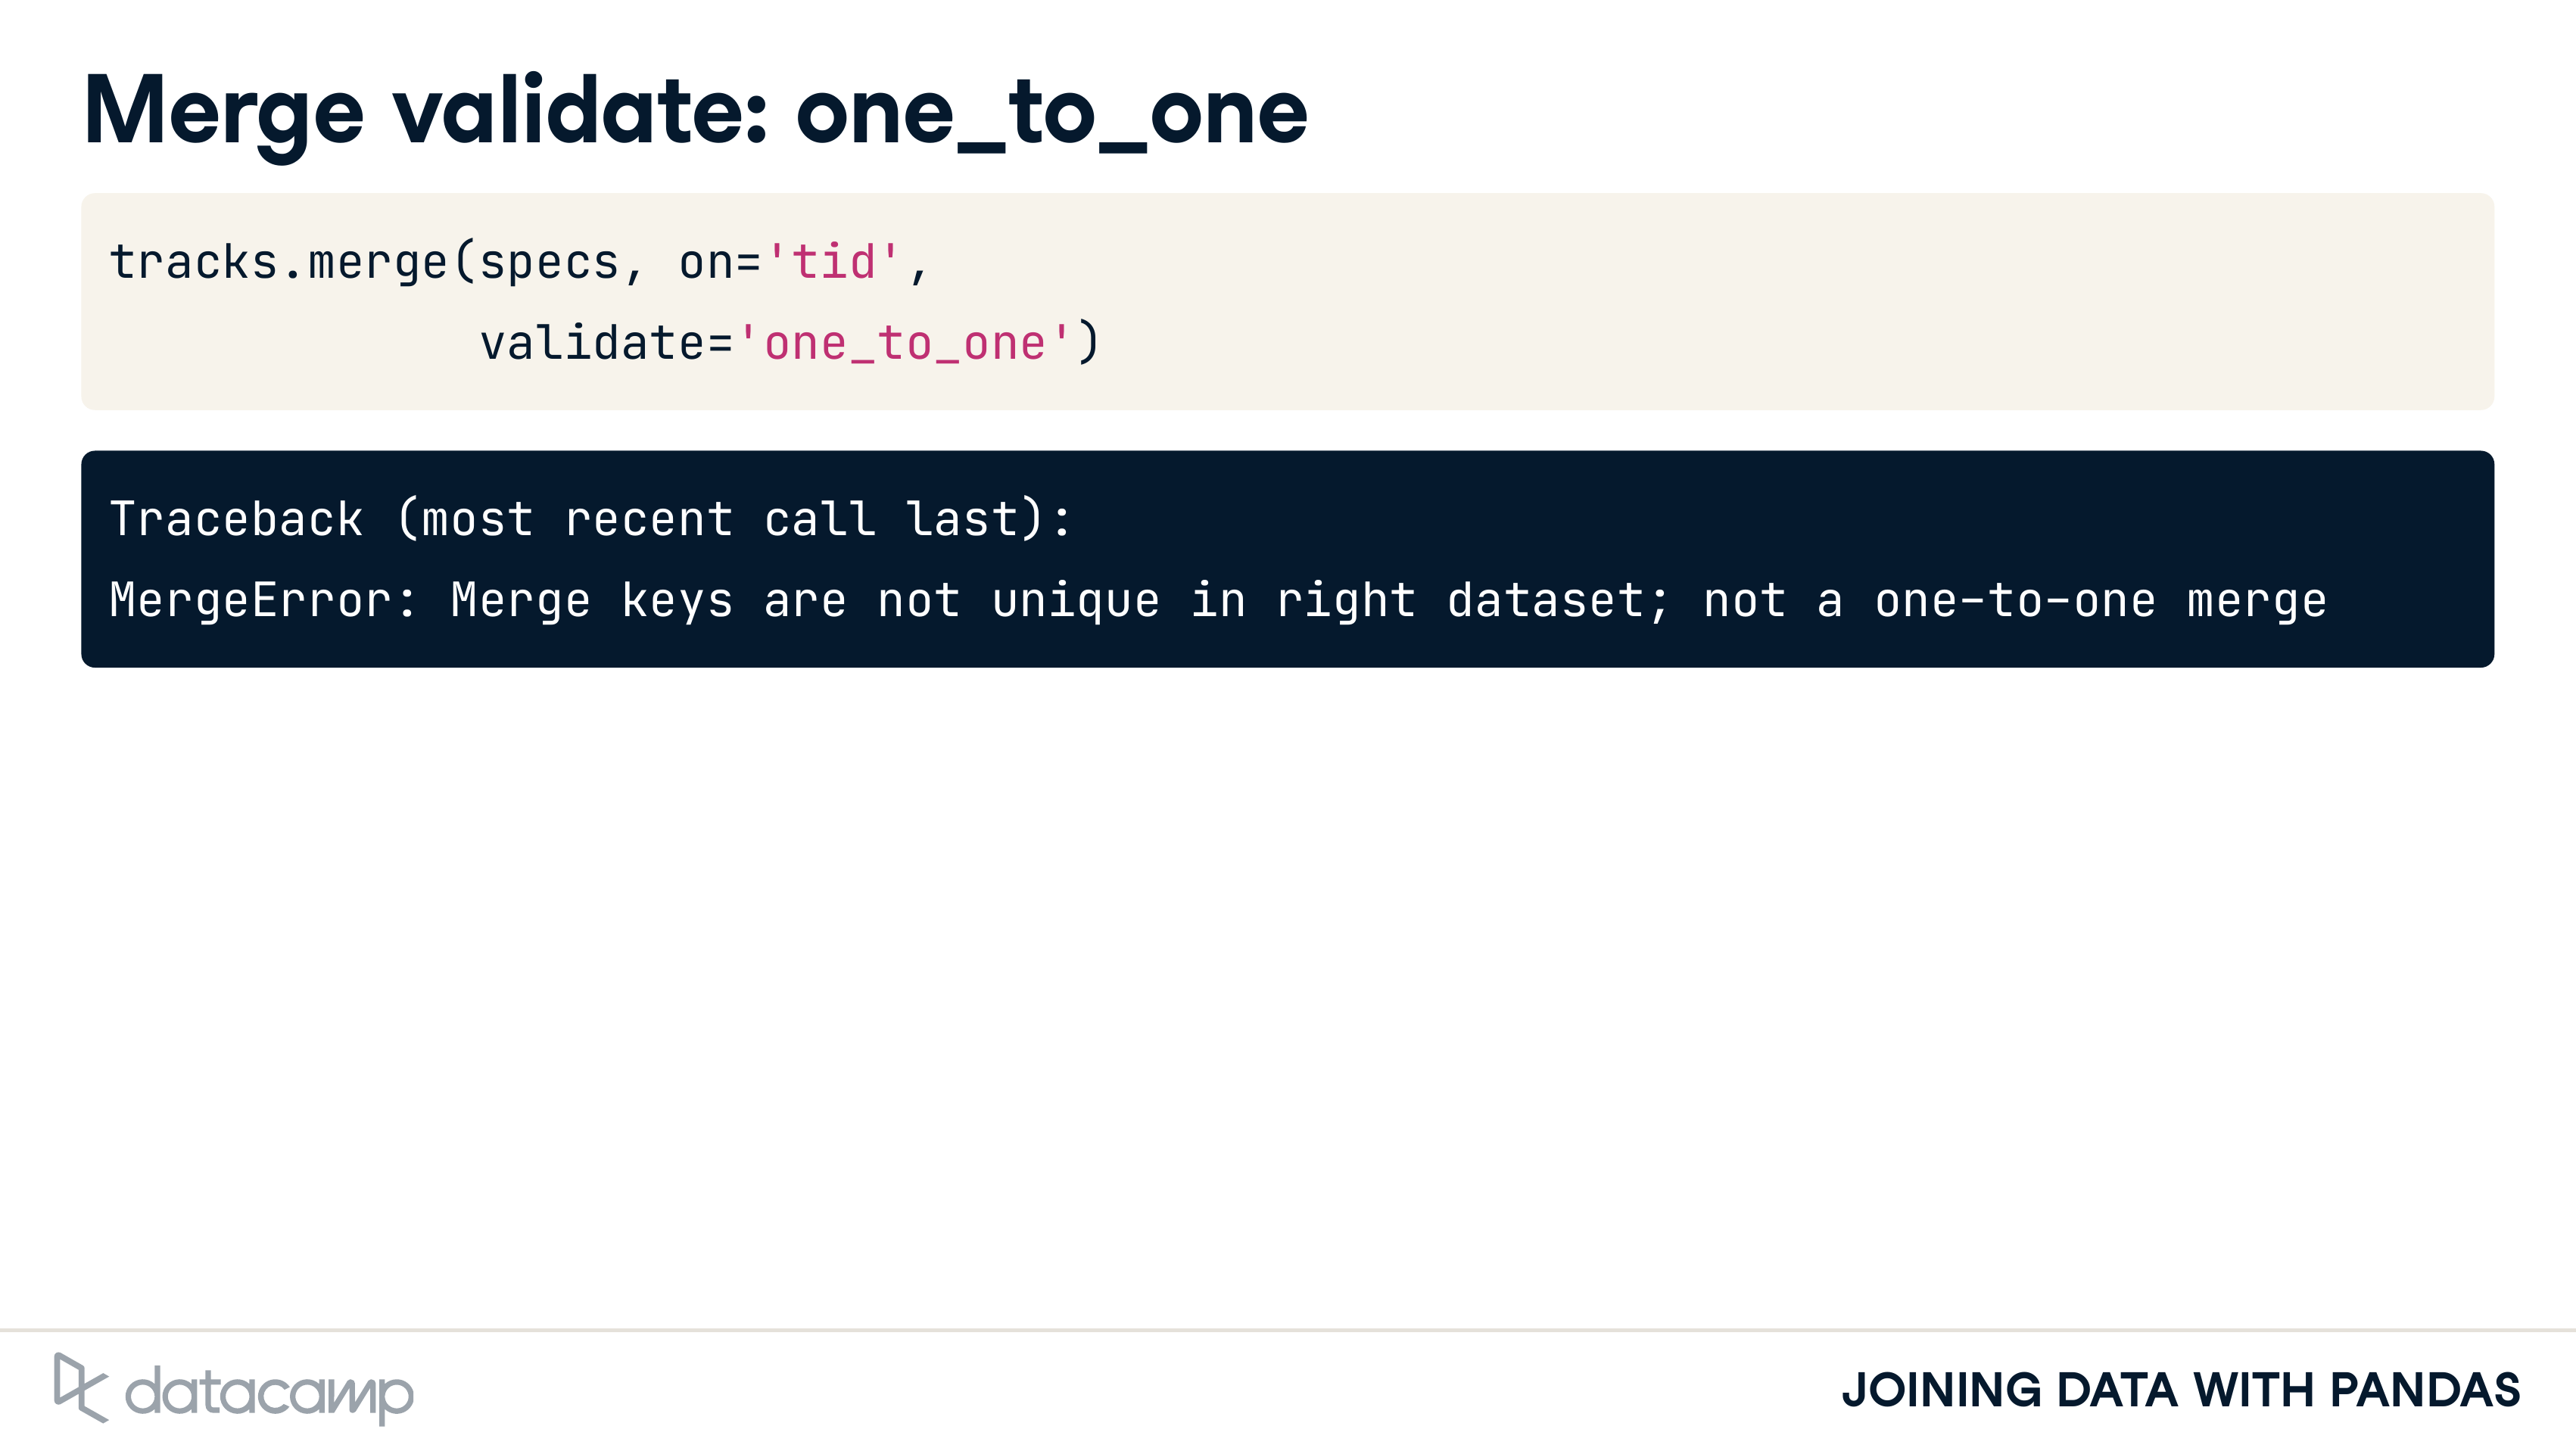 Merge validate: one_to_one
tracks.merge(specs, on='tid',
validate='one_to_one')
Traceback (most recent call last):
MergeError: Merge keys are not unique in right dataset; not a one-to-one merge
datacamp
JOINING DATA WITH PANDAS